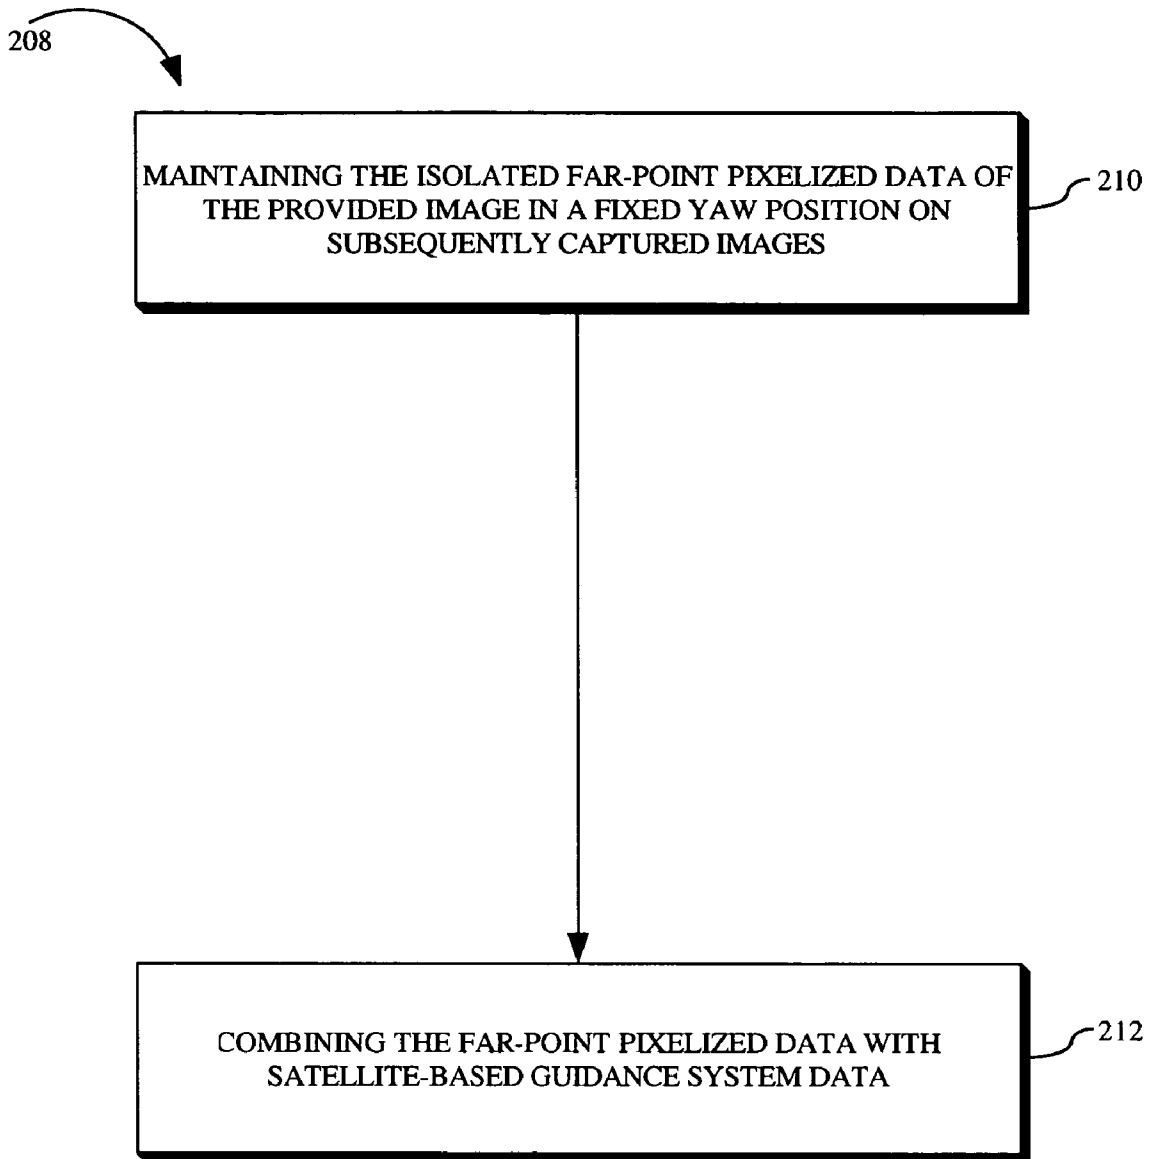 208
MAINTAINING THE ISOLATED FAR-POINT PIXELIZED DATA OF
THE PROVIDED IMAGE IN A FIXED YAW POSITION ON
SUBSEQUENTLY CAPTURED IMAGES
210
COMBINING THE FAR-POINT PIXELIZED DATA WITH
SATELLITE-BASED GUIDANCE SYSTEM DATA
212